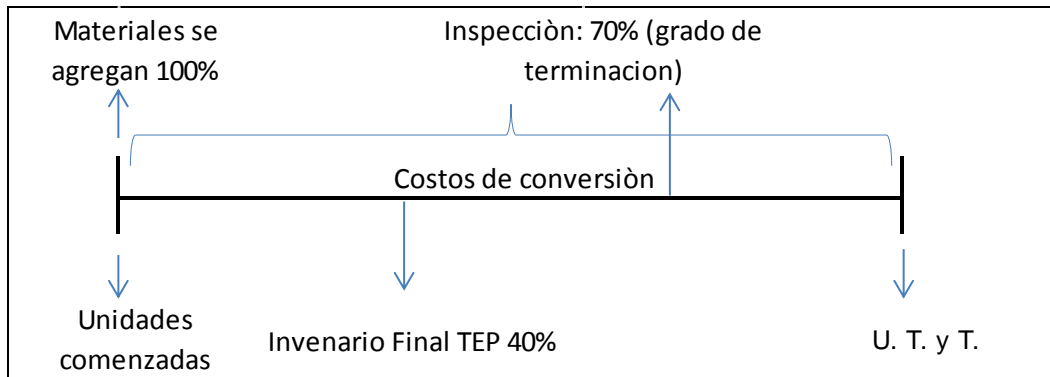 Materiales se
agregan 100%
Inspecciòn: 70% (grado de
terminacion)
Costos de conversiòn
Unidades
comenzadas
Invenario Final TEP 40%
U. T. y T.